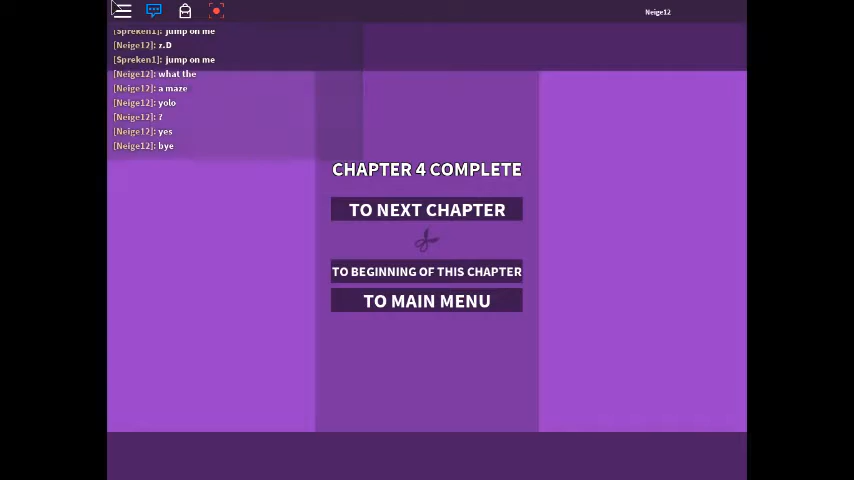 Neige12
[Spreken1]: jump on me
[Neige12]: z.D
[Spreken1]: jump on me
[Neige12]: what the
[Neige12]: a maze
[Neige12]: yolo
[Neige12]: ?
[Neige12]: yes
[Neige12]: bye
CHAPTER 4 COMPLETE
TO NEXT CHAPTER
TO BEGINNING OF THIS CHAPTER
TO MAIN MENU